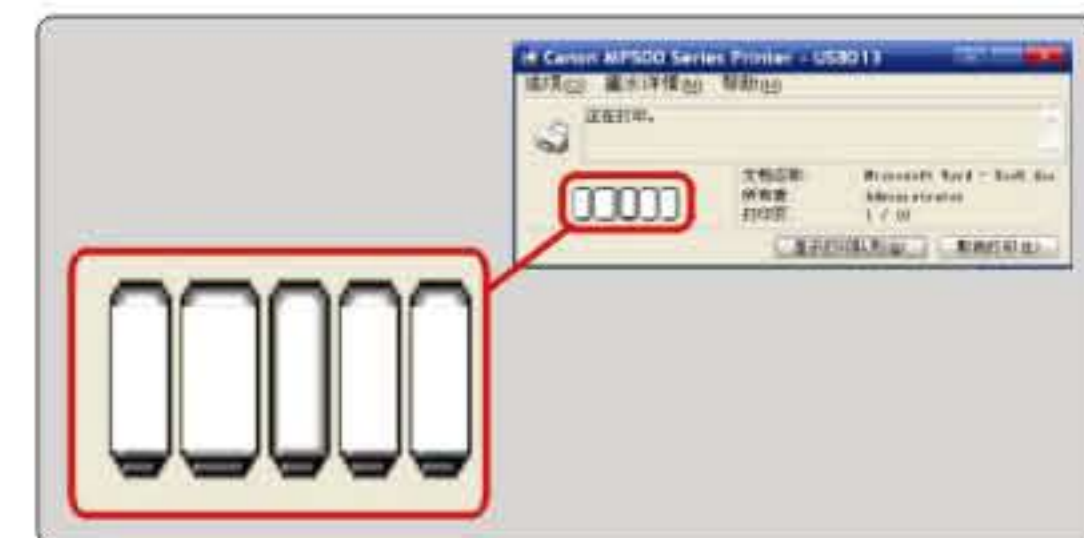 Canon MP500 Series Printer - USB013
选项(O) 显示详情(N) 帮助(H)
正在打印。
文档名称: Microsoft Word -
所有者: Administrator
打印页: 1 / 10
显示打印队列(Q) 取消打印(C)